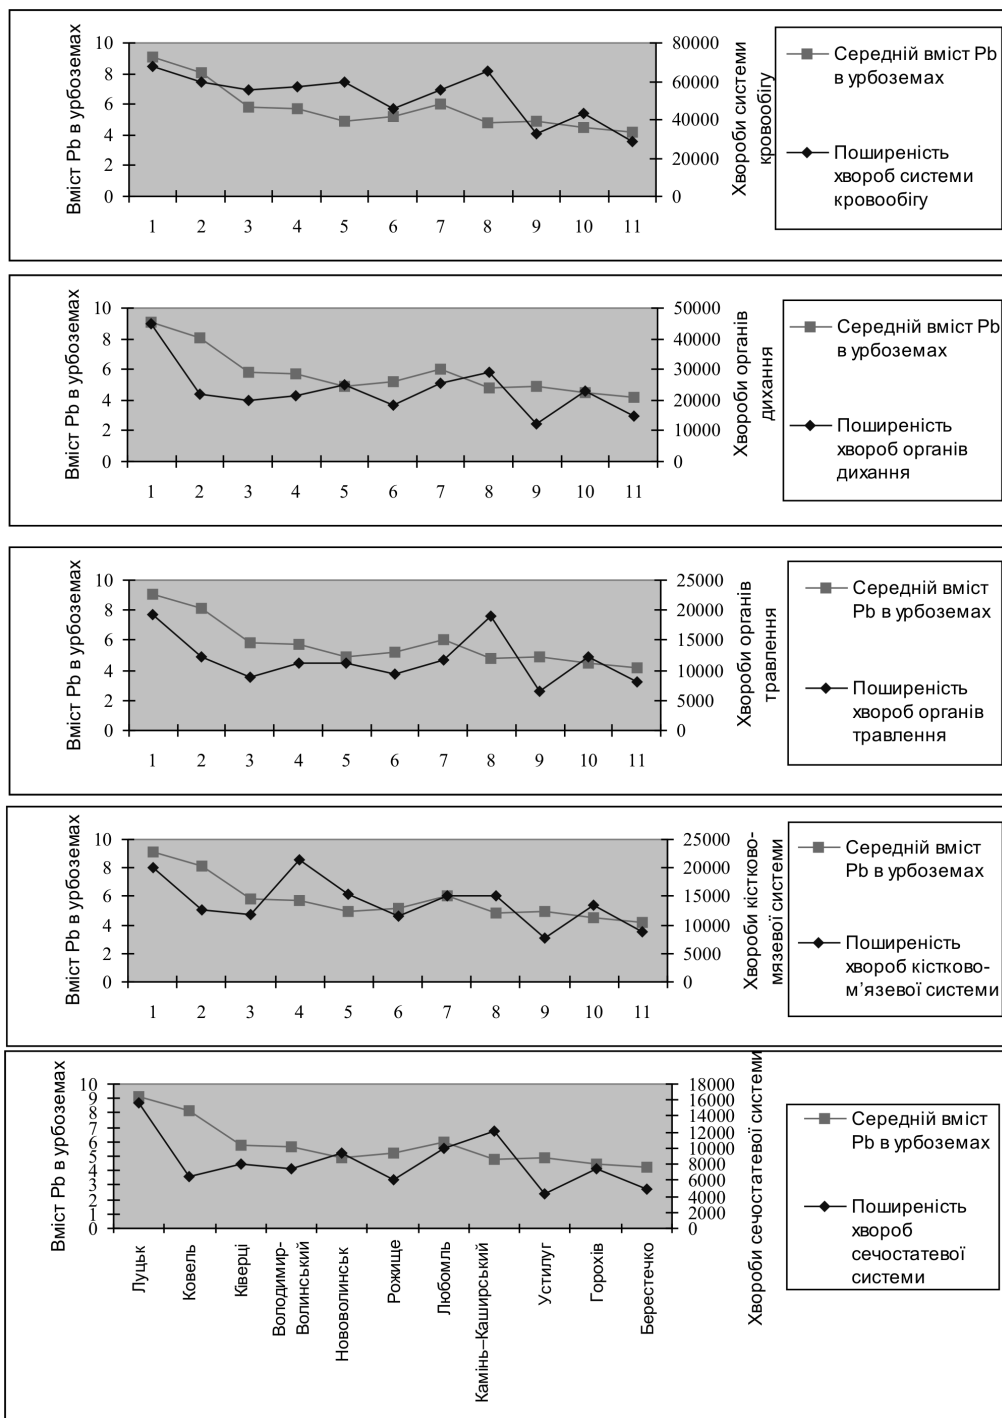 Вміст Pb в урбоземах
10
8
6
4
2
0
1 2 3 4 5 6 7 8 9 10 11
80000
60000
40000
20000
0
Хвороби системи
кровообігу
Середній вміст Pb
в урбоземах
Поширеність
хвороб системи
кровообігу
Вміст Pb в урбоземах
10
8
6
4
2
0
1 2 3 4 5 6 7 8 9 10 11
50000
40000
30000
20000
10000
0
Хвороби органів
дихання
Середній вміст Pb
в урбоземах
Поширеність
хвороб органів
дихання
Вміст Pb в урбоземах
10
8
6
4
2
0
1 2 3 4 5 6 7 8 9 10 11
25000
20000
15000
10000
5000
0
Хвороби органів
травлення
Середній вміст
Pb в урбоземах
Поширеність
хвороб органів
травлення
Вміст Pb в урбоземах
10
8
6
4
2
0
1 2 3 4 5 6 7 8 9 10 11
25000
20000
15000
10000
5000
0
Хвороби кістково-
мязевої системи
Середній вміст
Pb в урбоземах
Поширеність
хвороб кістково-
м’язевої системи
Вміст Pb в урбоземах
10
9
8
7
6
5
4
3
2
1
0
Луцьк
Ковель
Ківерці
Володимир-
Волинський
Нововолинськ
Рожище
Любомль
Камінь–Каширський
Устилуг
Горохів
Берестечко
18000
16000
14000
12000
10000
8000
6000
4000
2000
0
Хвороби сечостатевої системи
Середній вміст
Pb в урбоземах
Поширеність
хвороб
сечостатевої
системи